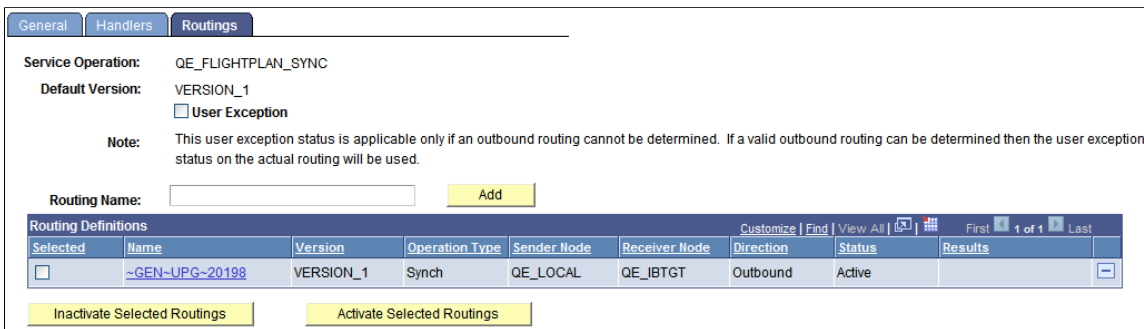 General Handlers Routings
Service Operation: QE_FLIGHTPLAN_SYNC
Default Version: VERSION_1
User Exception
Note: This user exception status is applicable only if an outbound routing cannot be determined. If a valid outbound routing can be determined then the user exception
status on the actual routing will be used.
Routing Name: Add
Routing Definitions Customize | Find | View All | | First 1 of 1 Last
Selected Name Version Operation Type Sender Node Receiver Node Direction Status Results
~GEN~UPG~20198 VERSION_1 Synch QE_LOCAL QE_IBTGT Outbound Active
Inactivate Selected Routings Activate Selected Routings